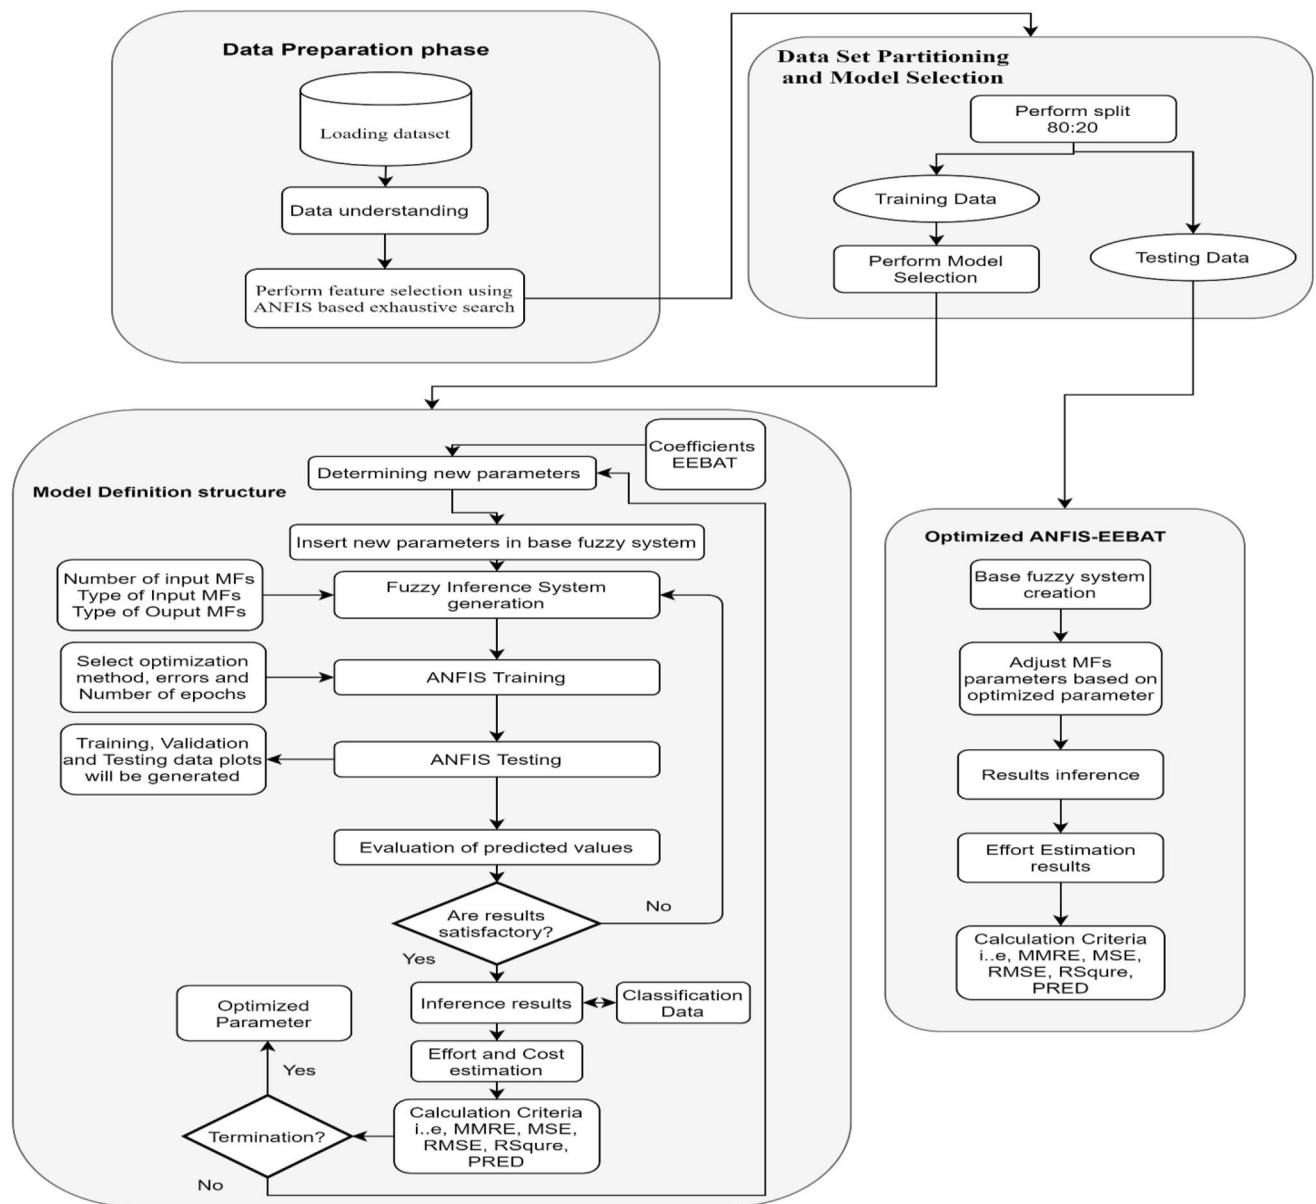 Data Preparation phase
Loading dataset
Data understanding
Perform feature selection using
ANFIS based exhaustive search
Data Set Partitioning
and Model Selection
Perform split
80:20
Training Data
Perform Model
Selection
Testing Data
Model Definition structure
Coefficients
EEBAT
Determining new parameters
Insert new parameters in base fuzzy system
Number of input MFs
Type of Input MFs
Type of Ouput MFs
Fuzzy Inference System
generation
Select optimization
method, errors and
Number of epochs
ANFIS Training
Training, Validation
and Testing data plots
will be generated
ANFIS Testing
Evaluation of predicted values
Are results
satisfactory?
No
Yes
Inference results
Classification
Data
Effort and Cost
estimation
Calculation Criteria
i..e, MMRE, MSE,
RMSE, RSqure,
PRED
Termination?
Yes
Optimized
Parameter
No
Optimized ANFIS-EEBAT
Base fuzzy system
creation
Adjust MFs
parameters based on
optimized parameter
Results inference
Effort Estimation
results
Calculation Criteria
i..e, MMRE, MSE,
RMSE, RSqure,
PRED